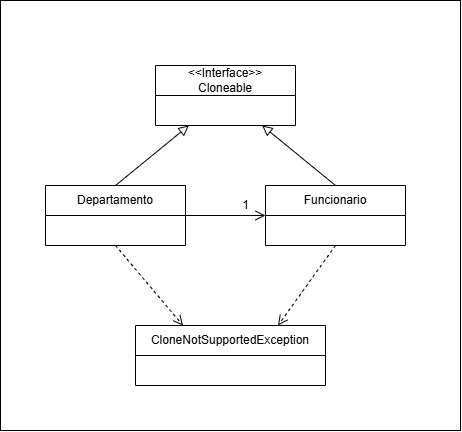 <<Interface>>
Cloneable
Departamento
1
Funcionario
CloneNotSupportedException